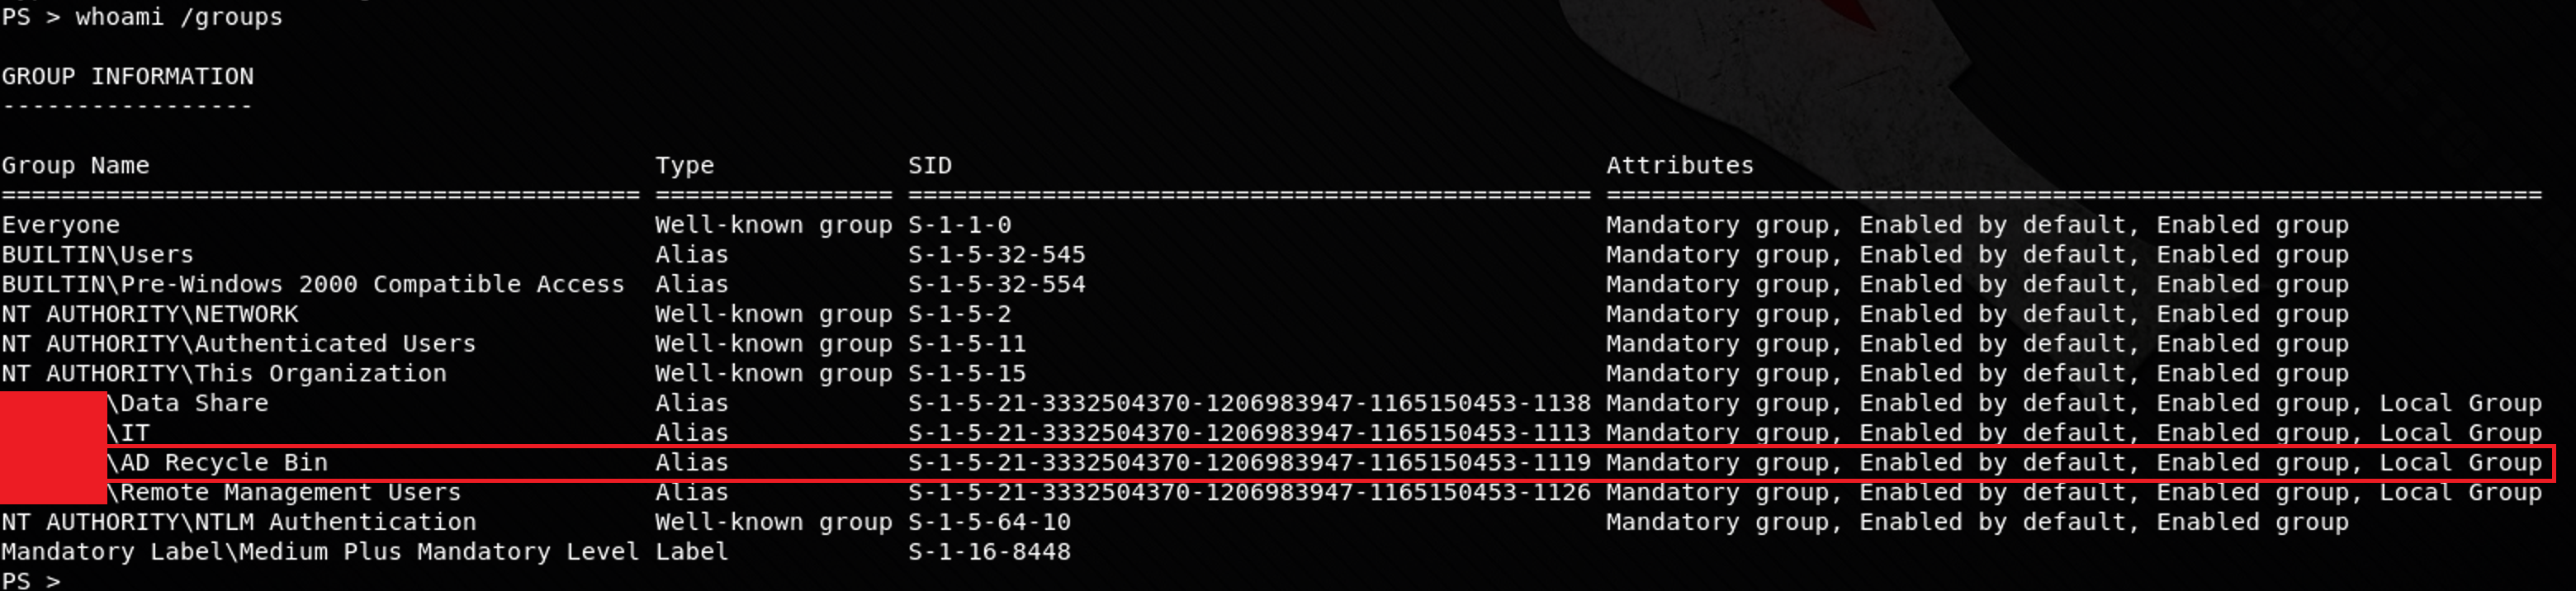 PS > whoami /groups
GROUP INFORMATION
-----------------
Group Name Type SID Attributes
=========================================== ================ ============================================== ===============================================================
Everyone Well-known group S-1-1-0 Mandatory group, Enabled by default, Enabled group
BUILTIN\Users Alias S-1-5-32-545 Mandatory group, Enabled by default, Enabled group
BUILTIN\Pre-Windows 2000 Compatible Access Alias S-1-5-32-554 Mandatory group, Enabled by default, Enabled group
NT AUTHORITY\NETWORK Well-known group S-1-5-2 Mandatory group, Enabled by default, Enabled group
NT AUTHORITY\Authenticated Users Well-known group S-1-5-11 Mandatory group, Enabled by default, Enabled group
NT AUTHORITY\This Organization Well-known group S-1-5-15 Mandatory group, Enabled by default, Enabled group
\Data Share Alias S-1-5-21-3332504370-1206983947-1165150453-1138 Mandatory group, Enabled by default, Enabled group, Local Group
\IT Alias S-1-5-21-3332504370-1206983947-1165150453-1113 Mandatory group, Enabled by default, Enabled group, Local Group
\AD Recycle Bin Alias S-1-5-21-3332504370-1206983947-1165150453-1119 Mandatory group, Enabled by default, Enabled group, Local Group
\Remote Management Users Alias S-1-5-21-3332504370-1206983947-1165150453-1126 Mandatory group, Enabled by default, Enabled group, Local Group
NT AUTHORITY\NTLM Authentication Well-known group S-1-5-64-10 Mandatory group, Enabled by default, Enabled group
Mandatory Label\Medium Plus Mandatory Level Label S-1-16-8448
PS >